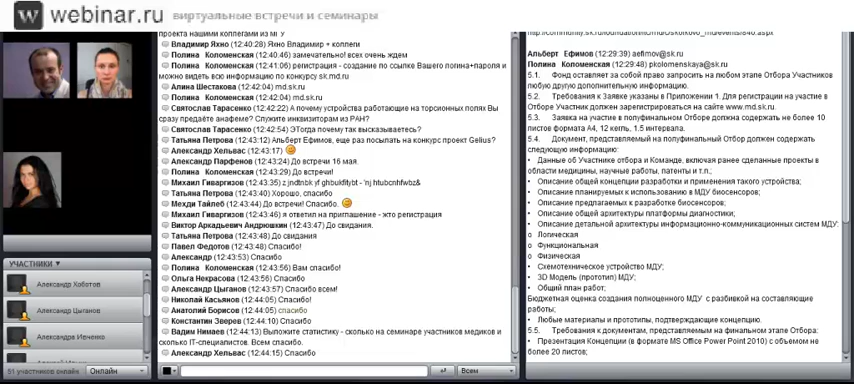 webinar.ru виртуальные встречи и семинары
проекта нашими коллегами из МГУ
Владимир Яхно (12:40:28) Яхно Владимир + коллеги
Полина Коломенская (12:40:46) замечательно! всех очень ждем
Полина Коломенская (12:41:06) регистрация - создание по ссылке Вашего логина+пароля и
можно видеть всю информацию по конкурсу sk.md.ru
Алина Шестакова (12:42:04) md.sk.ru
Полина Коломенская (12:42:04) md.sk.ru
Святослав Тарасенко (12:42:22) А почему устройства работающие на торсионных полях Вы
сразу предаёте анафеме? Служите инквизиторам из РАН?
Святослав Тарасенко (12:42:54) ЭТогда почему так высказываетесь?
Татьяна Петрова (12:43:12) Альберт Ефимов, еще раз посылать на конкурс проект Gelius?
Александр Хельвас (12:43:17)
Александр Парфенов (12:43:24) До встречи 16 мая.
Полина Коломенская (12:43:29) До встречи!
Михаил Гиваргизов (12:43:35) z jndtnbk yf ghbukfitybt - 'nj htubcnhfwbz&
Татьяна Петрова (12:43:40) Хорошо, спасибо
Мехди Тайлеб (12:43:44) До встречи! Спасибо.
Михаил Гиваргизов (12:43:46) я ответил на приглашение - жто регистрация
Виктор Аркадьевич Андрюшкин (12:43:47) До свидания.
Татьяна Петрова (12:43:48) До свидания
Павел Федотов (12:43:48) Спасибо!
Александр (12:43:53) Спасибо
Полина Коломенская (12:43:56) Вам спасибо!
Ольга Некрасова (12:43:56) Спасибо
Александр Цыганов (12:43:57) Спасибо всем!
Николай Касьянов (12:44:05) Спасибо!
Анатолий Борисов (12:44:05) спасибо
Константин Зверев (12:44:10) Спасибо!
Вадим Нимаев (12:44:13) Выложите статистику - сколько на семинаре участников медиков и
сколько IT-специалистов. Всем спасибо.
Александр Хельвас (12:44:15) Спасибо
Всем
УЧАСТНИКИ
Александр Хоботов
Александр Цыганов
Александра Ивченко
51 участников онлайн
Онлайн
Альберт Ефимов (12:29:39) aefimov@sk.ru
Полина Коломенская (12:29:48) pkolomenskaya@sk.ru
5.1. Фонд оставляет за собой право запросить на любом этапе Отбора Участников
любую другую дополнительную информацию.
5.2. Требования к Заявке указаны в Приложении 1. Для регистрации на участие в
Отборе Участник должен зарегистрироваться на сайте www.md.sk.ru.
5.3. Заявка на участие в полуфинальном Отборе должна содержать не более 10
листов формата А4, 12 кегль, 1.5 интервала.
5.4. Документ, представляемый на полуфинальный Отбор должен содержать
следующую информацию:
• Данные об Участнике отбора и Команде, включая ранее сделанные проекты в
области медицины, научные работы, патенты и т.п.;
• Описание общей концепции разработки и применения такого устройства;
• Описание планируемых к использованию в МДУ биосенсоров;
• Описание предлагаемых к разработке биосенсоров;
• Описание общей архитектуры платформы диагностики;
• Описание детальной архитектуры информационно-коммуникационных систем МДУ:
o Логическая
o Функциональная
o Физическая
• Схемотехническое устройство МДУ;
• 3D Модель (прототип) МДУ;
• Общий план работ;
Бюджетная оценка создания полноценного МДУ с разбивкой на составляющие
работы;
• Любые материалы и прототипы, подтверждающие концепцию.
5.5. Требования к документам, представляемым на финальном этапе Отбора:
• Презентация Концепции (в формате MS Office Power Point 2010) с объемом не
более 20 листов;